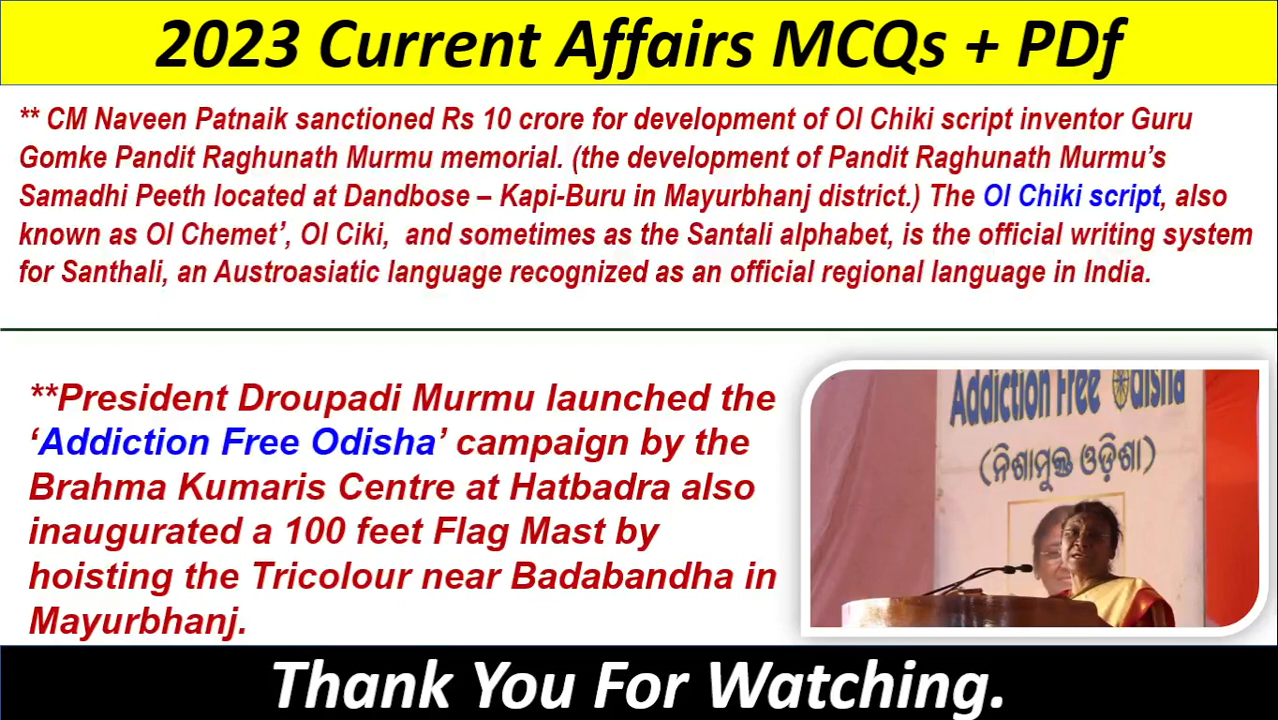 2023 Current Affairs MCQs + PDf
** CM Naveen Patnaik sanctioned Rs 10 crore for development of Ol Chiki script inventor Guru
Gomke Pandit Raghunath Murmu memorial. (the development of Pandit Raghunath Murmu's
Samadhi Peeth located at Dandbose – Kapi-Buru in Mayurbhanj district.) The Ol Chiki script, also
known as Ol Chemetʼ, Ol Ciki,  and sometimes as the Santali alphabet, is the official writing system
for Santhali, an Austroasiatic language recognized as an official regional language in India.
**President Droupadi Murmu launched the
‘Addiction Free Odisha’ campaign by the
Brahma Kumaris Centre at Hatbadra also
inaugurated a 100 feet Flag Mast by
hoisting the Tricolour near Badabandha in
Mayurbhanj.
Addiction Free Odisha
(ନିଶାମୁକ୍ତ ଓଡ଼ିଶା)
Thank You For Watching.